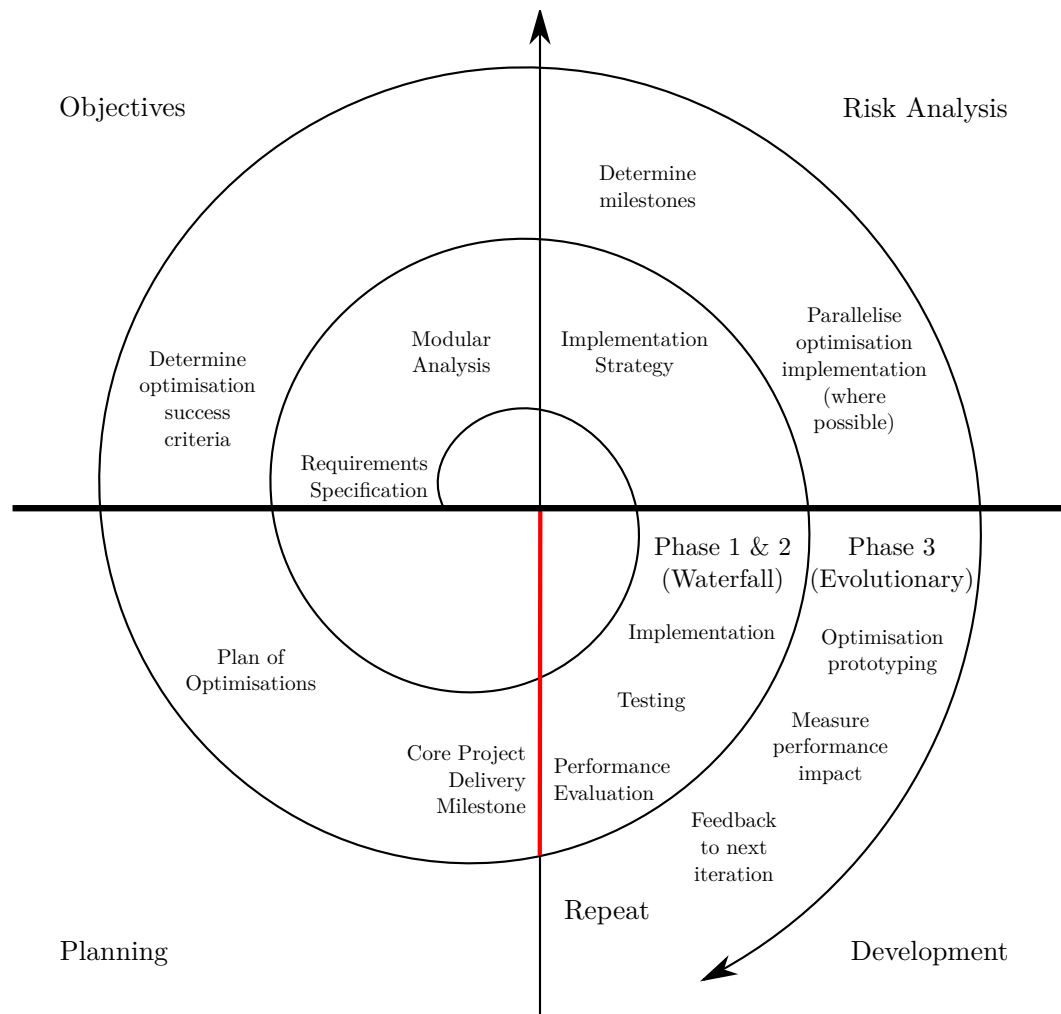 Objectives
Risk Analysis
Determine
milestones
Modular
Analysis
Implementation
Strategy
Parallelise
optimisation
implementation
(where
possible)
Determine
optimisation
success
criteria
Requirements
Specification
Phase 1 & 2
(Waterfall)
Phase 3
(Evolutionary)
Implementation
Optimisation
prototyping
Plan of
Optimisations
Testing
Measure
performance
impact
Core Project
Delivery
Milestone
Performance
Evaluation
Feedback
to next
iteration
Repeat
Planning
Development